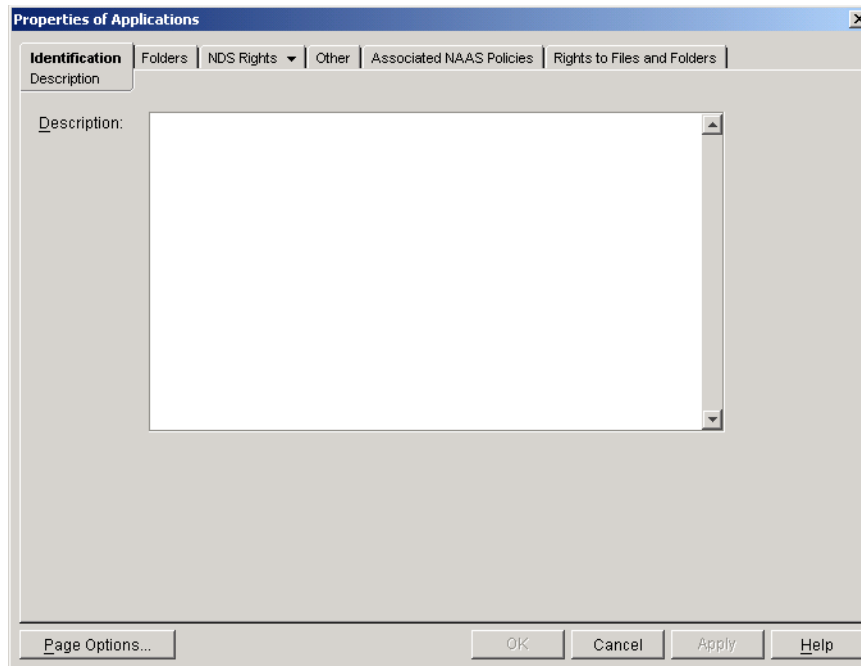 Properties of Applications
Identification Folders NDS Rights Other Associated NAAS Policies Rights to Files and Folders
Description
Description:
Page Options... OK Cancel Apply Help